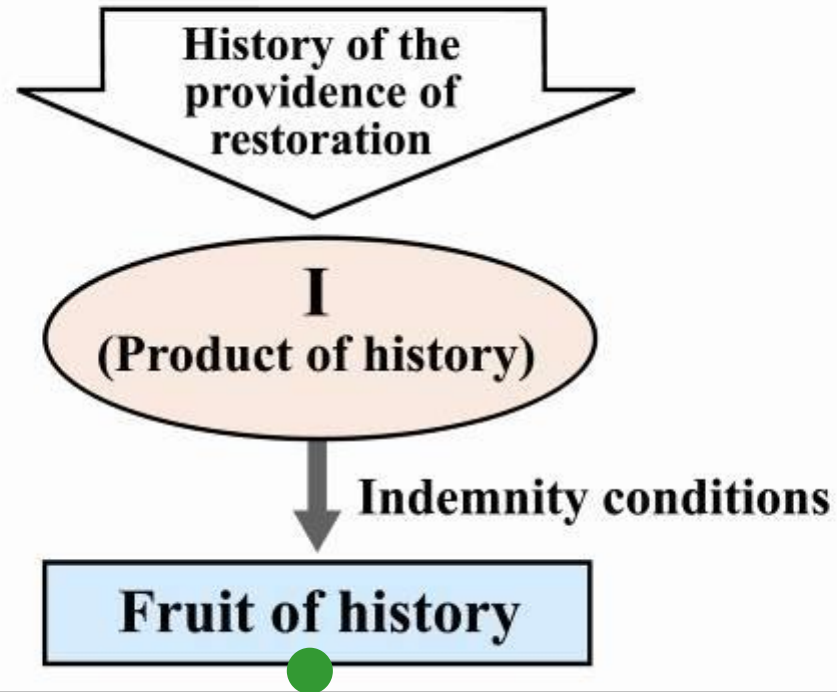 History of the
providence of
restoration
I
(Product of history)
Indemnity conditions
Fruit of history